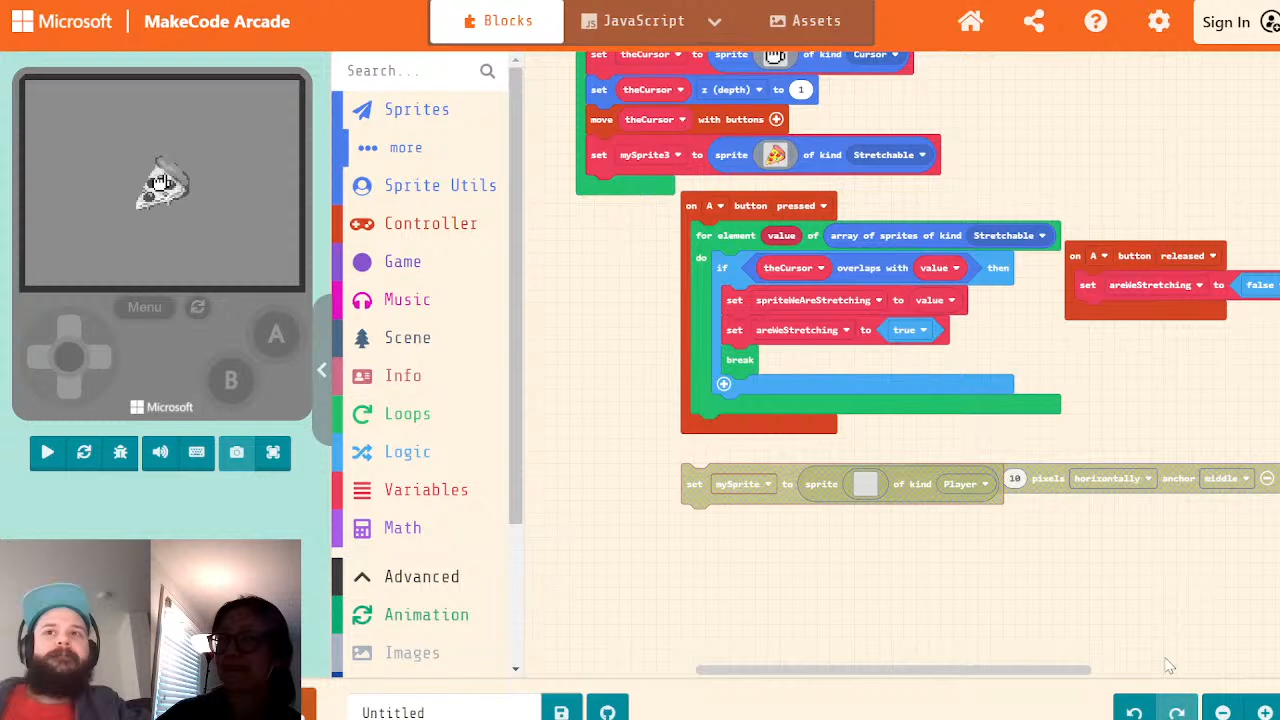 Microsoft | MakeCode Arcade
Blocks
JavaScript
Assets
Sign In
Search...
Sprites
more
Sprite Utils
Controller
Game
Music
Scene
Info
Loops
Logic
Variables
Math
Advanced
Animation
Images
Menu
A
B
Microsoft
set theCursor to sprite of kind Cursor
set theCursor z (depth) to 1
move theCursor with buttons
set mySprite3 to sprite of kind Stretchable
on A button pressed
for element value of array of sprites of kind Stretchable
do
if theCursor overlaps with value then
set spriteWeAreStretching to value
set areWeStretching to true
break
on A button released
set areWeStretching to false
set mySprite to sprite of kind Player
10 pixels horizontally anchor middle
Untitled